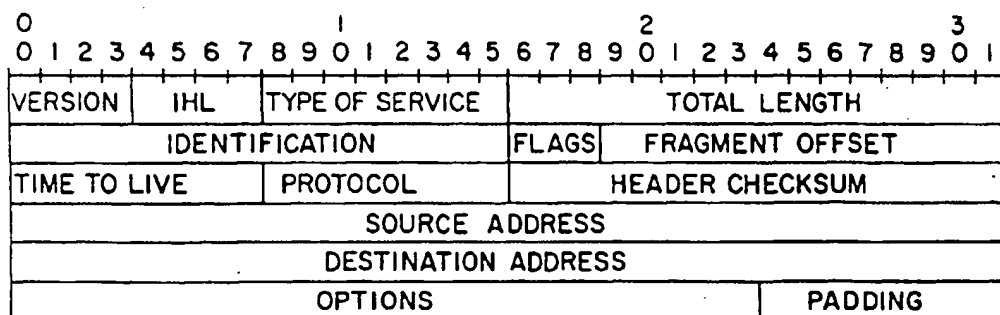 0 1 2 3
0 1 2 3 4 5 6 7 8 9 0 1 2 3 4 5 6 7 8 9 0 1 2 3 4 5 6 7 8 9 0 1
VERSION IHL TYPE OF SERVICE TOTAL LENGTH
IDENTIFICATION FLAGS FRAGMENT OFFSET
TIME TO LIVE PROTOCOL HEADER CHECKSUM
SOURCE ADDRESS
DESTINATION ADDRESS
OPTIONS PADDING